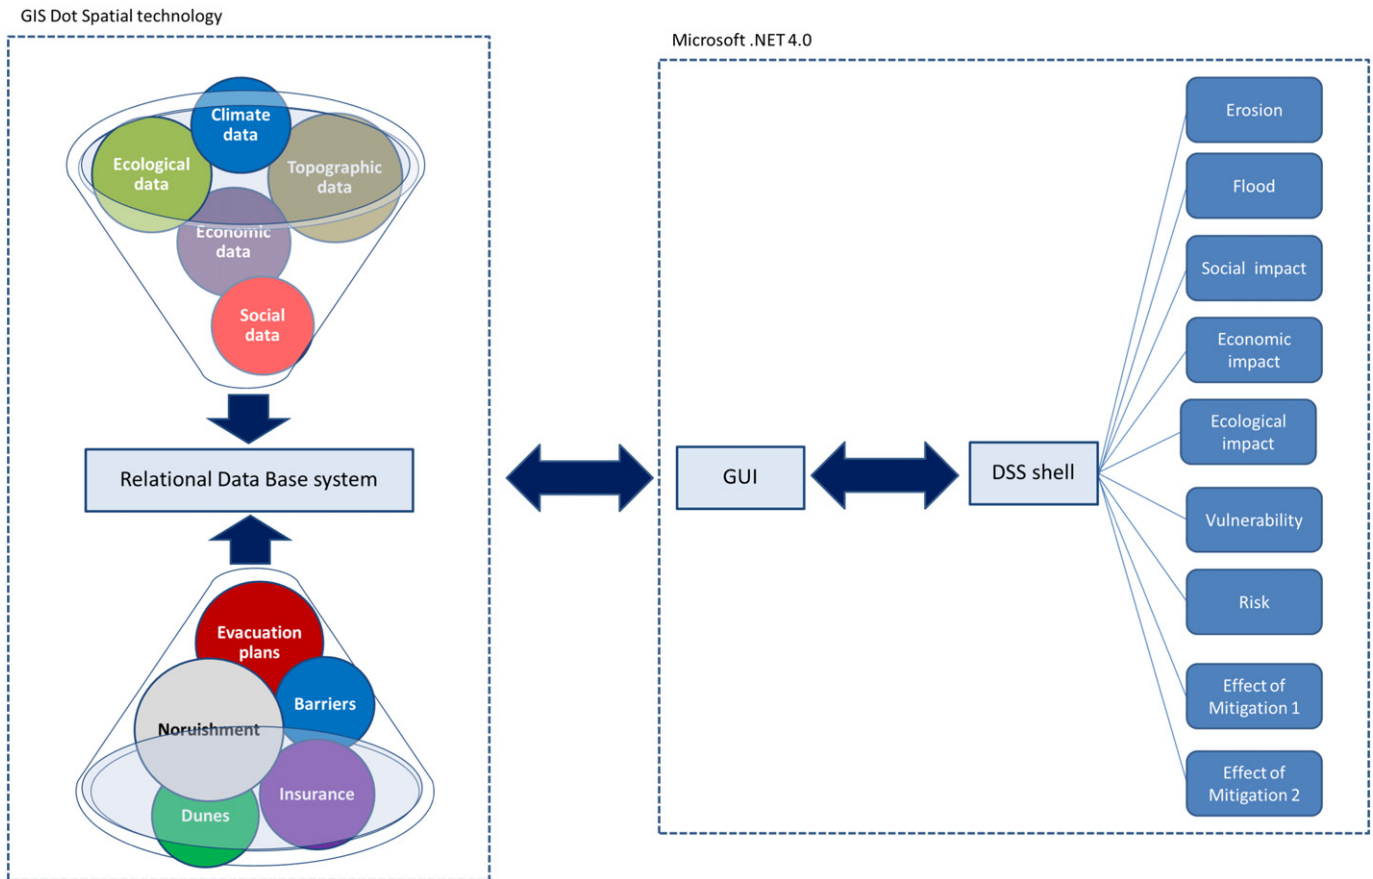 GIS Dot Spatial technology
Climate
data
Ecological
data
Topographic
data
Economic
data
Social
data
Relational Data Base system
Evacuation
plans
Barriers
Noruishment
Insurance
Dunes
Microsoft .NET 4.0
GUI
DSS shell
Erosion
Flood
Social impact
Economic
impact
Ecological
impact
Vulnerability
Risk
Effect of
Mitigation 1
Effect of
Mitigation 2